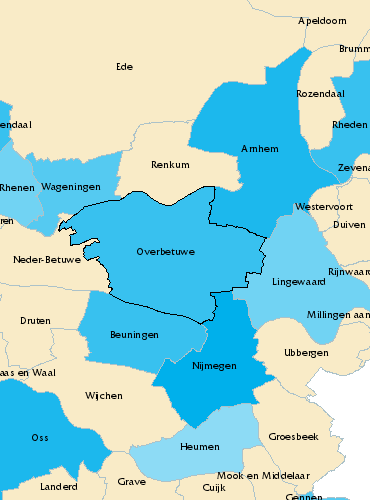 Apeldoorn
Brumm
Ede
Rozendaal
endaal
Rheden
Arnhem
Renkum
Zevena
Rhenen
Wageningen
Westervoort
ren
Duiven
Overbetuwe
Neder-Betuwe
Rijnwaard
Lingewaard
Millingen aan
Druten
Beuningen
Ubbergen
Nijmegen
aas en Waal
Wijchen
Oss
Groesbeek
Heumen
Mook en Middelaar
Grave
Landerd
Cuijk
Gennep